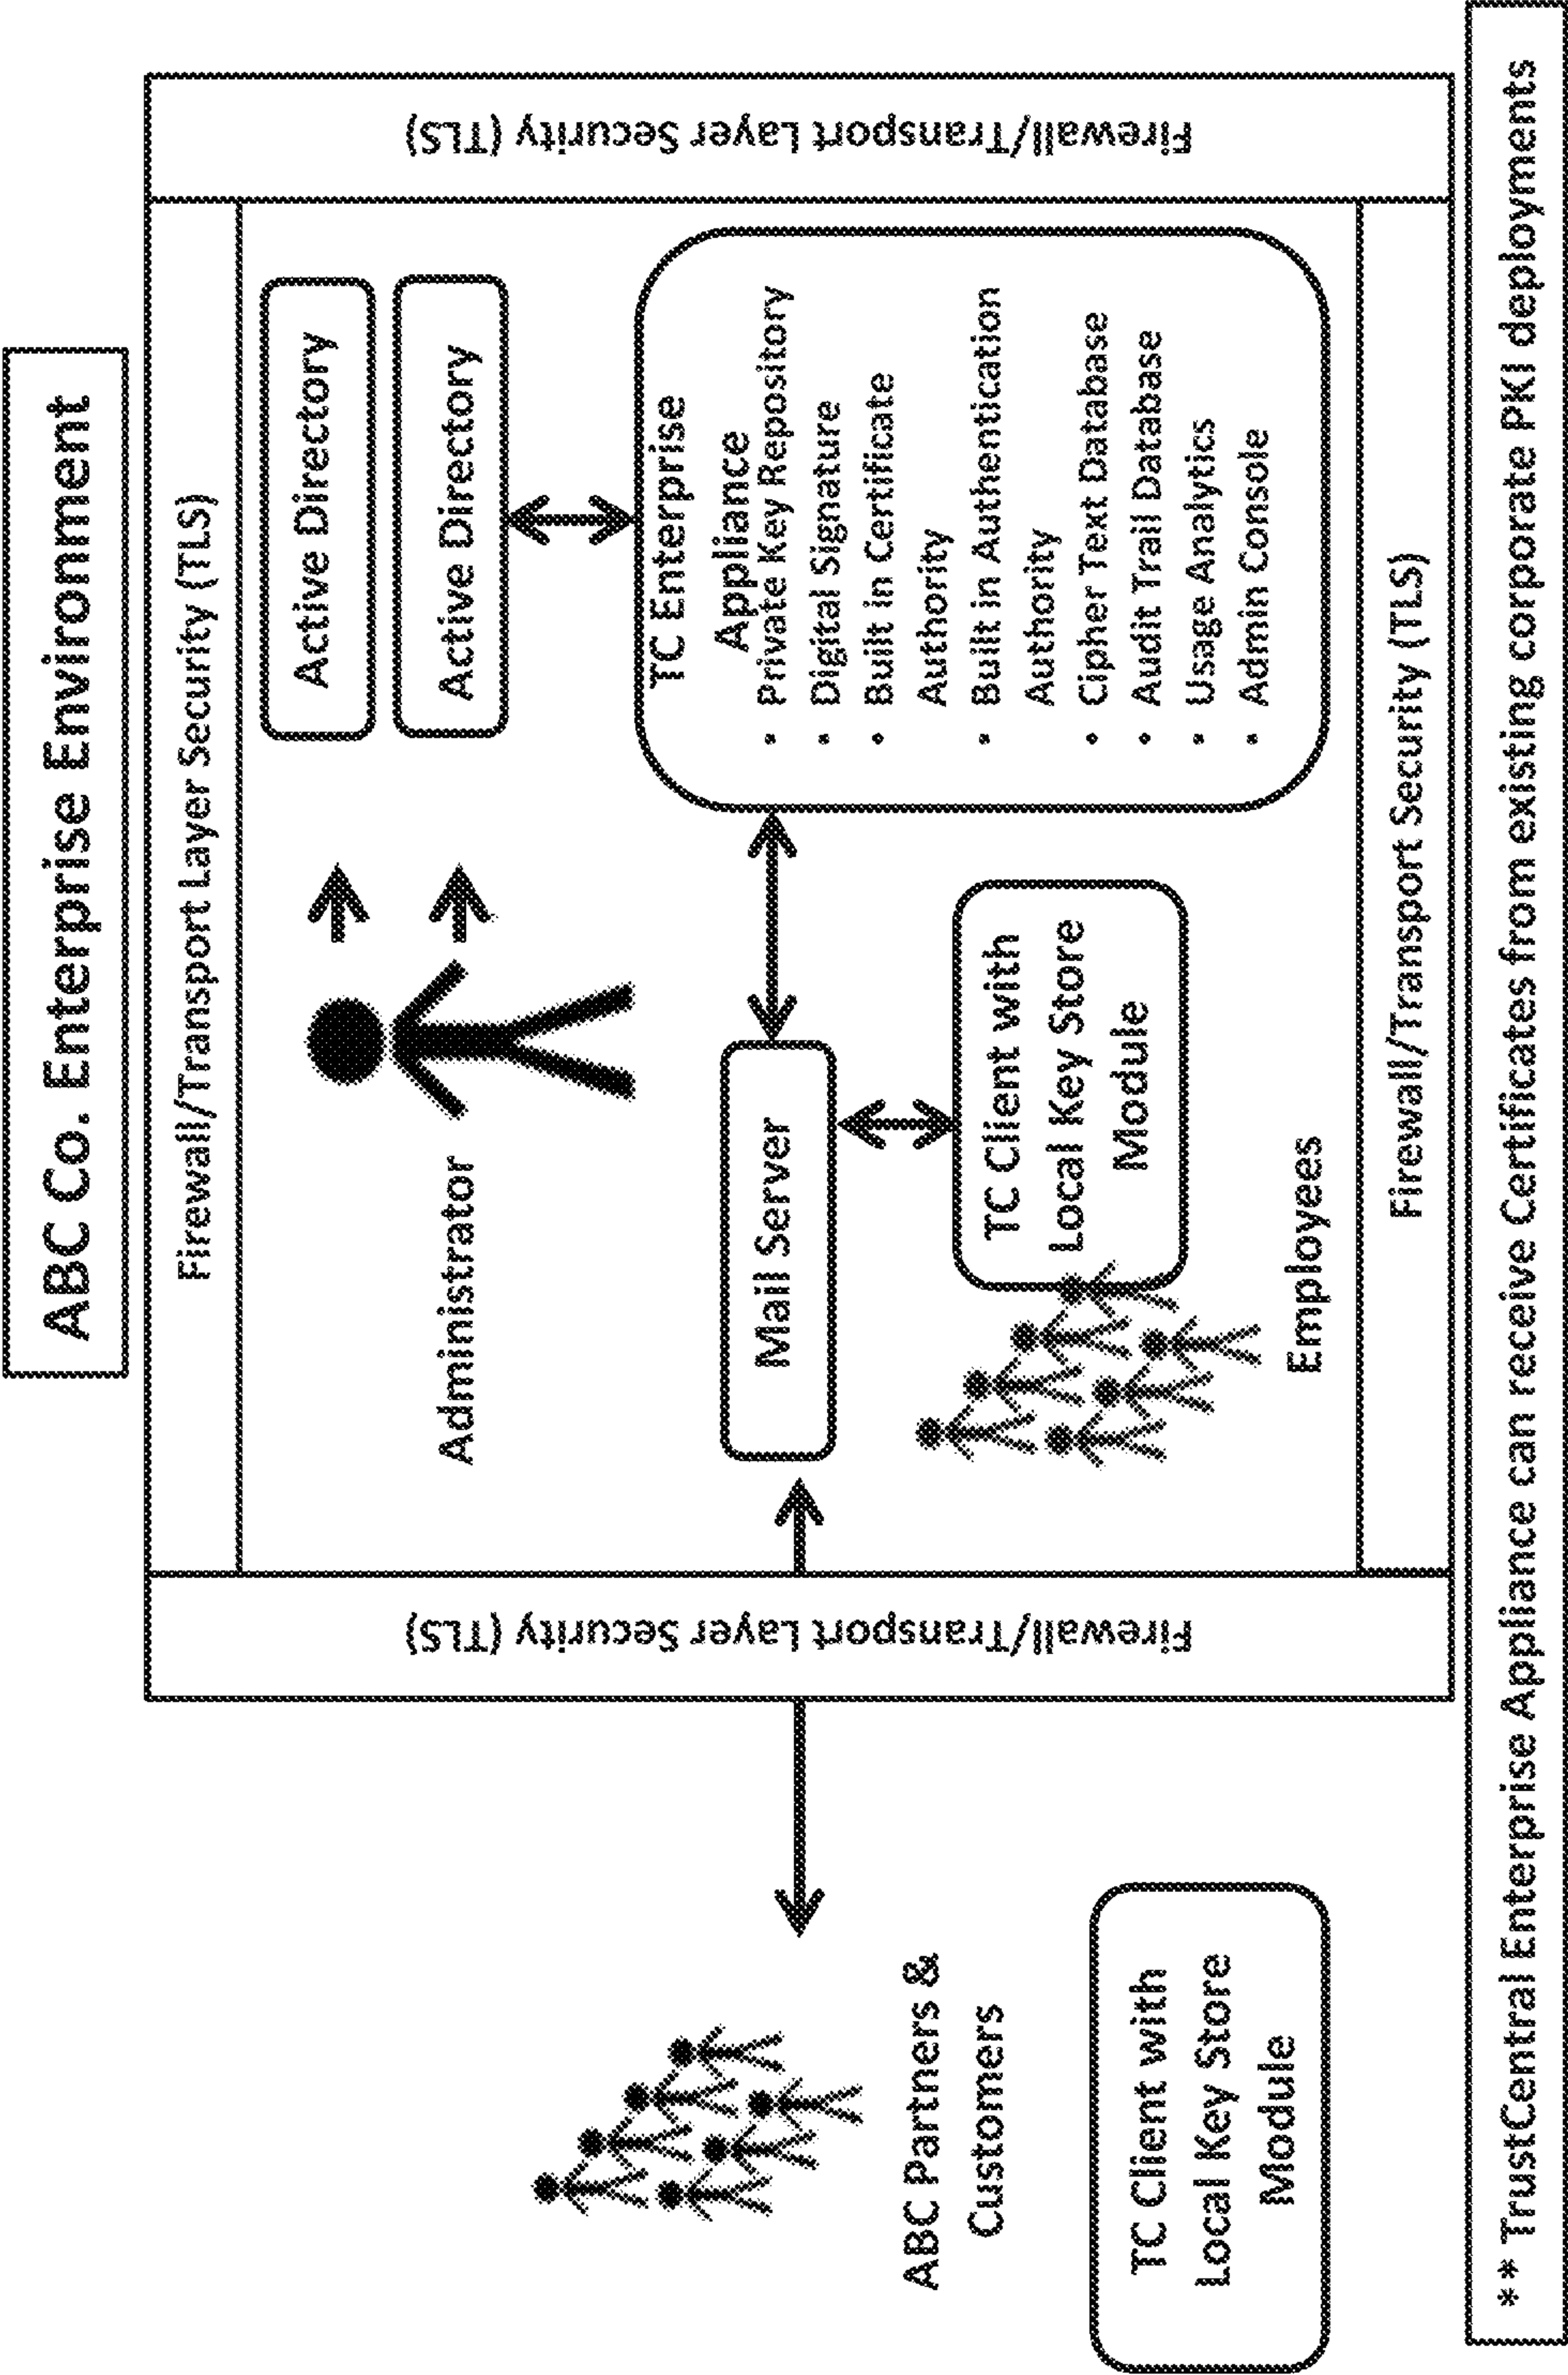 ABC Co. Enterprise Environment
Firewall/Transport Layer Security (TLS)
Firewall/Transport Layer Security (TLS)
Firewall/Transport Layer Security (TLS)
Administrator
Active Directory
Active Directory
TC Enterprise
Appliance
• Private Key Repository
• Digital Signature
• Built in Certificate
Authority
• Built in Authentication
Authority
• Cipher Text Database
• Audit Trail Database
• Usage Analytics
• Admin Console
Mail Server
TC Client with
Local Key Store
Module
Employees
Firewall/Transport Security (TLS)
ABC Partners &
Customers
TC Client with
Local Key Store
Module
** TrustCentral Enterprise Appliance can receive Certificates from existing corporate PKI deployments